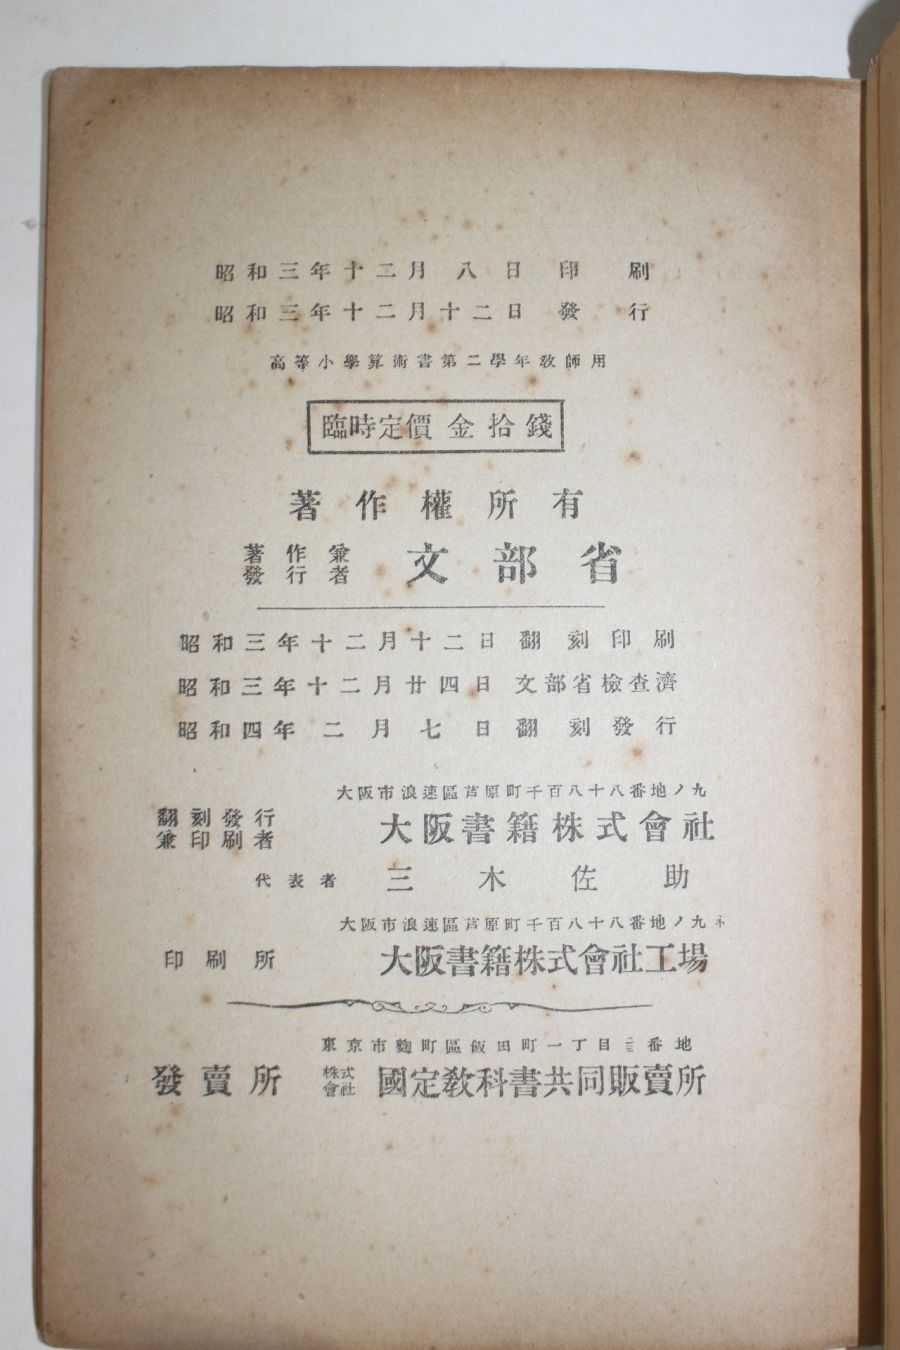 昭和三年十二月八日印刷
昭和三年十二月十二日發行
高等小學算術書第二學年敎師用
臨時定價金拾錢
著作權所有
著作兼
發行者
文部省
昭和三年十二月十二日翻刻印刷
昭和三年十二月廿四日文部省檢查濟
昭和四年二月七日翻刻發行
大阪市浪速區芦原町千百八十八番地ノ九
翻刻發行
兼印刷者
大阪書籍株式會社
代表者 三木佐助
大阪市浪速區芦原町千百八十八番地ノ九
印刷所 大阪書籍株式會社工場
東京市麴町區飯田町一丁目番地
發賣所
株式
會社
國定敎科書共同販賣所